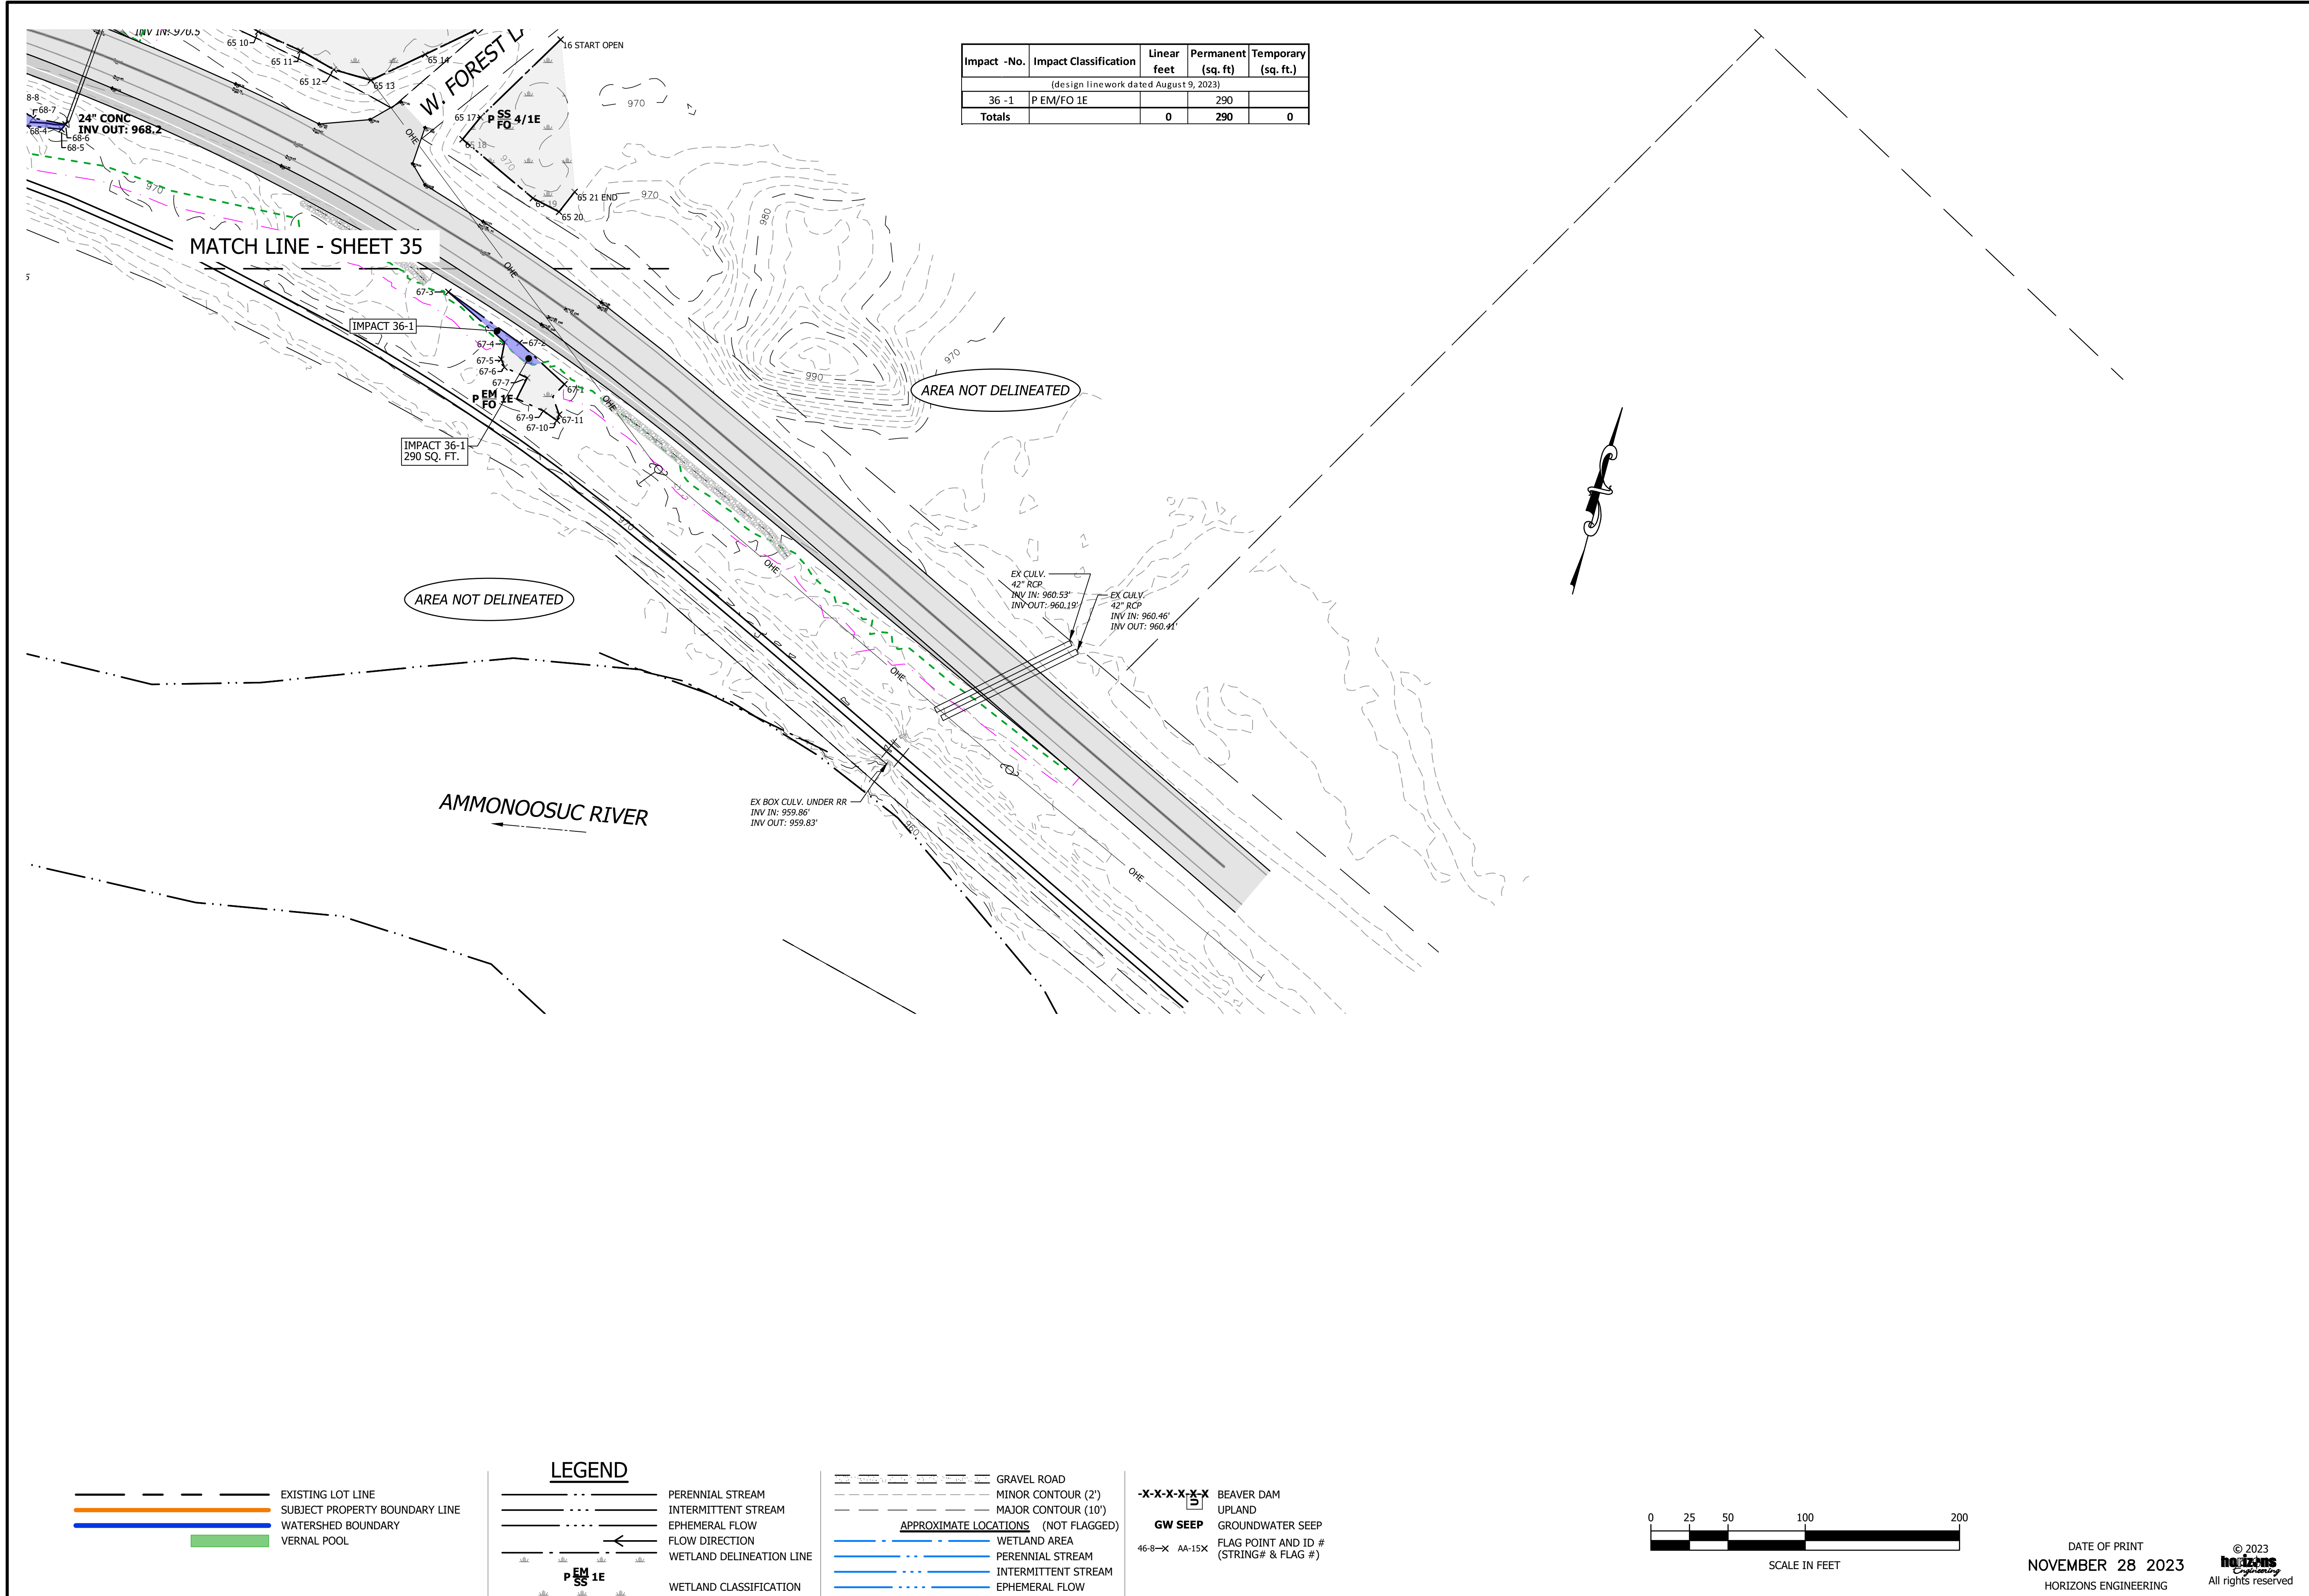 INV IN: 970.5
65 10
65 11
65 12
65 13
65 14
W. FOREST L
16 START OPEN
65 17
P SS/FO 4/1E
65 18
970
65 19
65 20
65 21 END
970
970
980
990
970
8-8
68-7
68-4
68-6
68-5
24" CONC
INV OUT: 968.2
970
OHE
MATCH LINE - SHEET 35
OHE
67-3
IMPACT 36-1
67-4
67-2
67-5
67-6
67-7
67-1
P EM/FO 1E
67-9
67-10
67-11
OHE
IMPACT 36-1
290 SQ. FT.
Impact -No.
Impact Classification
Linear feet
Permanent (sq. ft)
Temporary (sq. ft.)
(design linework dated August 9, 2023)
36 -1 P EM/FO 1E 290
Totals 0 290 0
AREA NOT DELINEATED
970
AREA NOT DELINEATED
OHE
EX CULV.
42" RCP
INV IN: 960.53'
INV OUT: 960.19'
EX CULV.
42" RCP
INV IN: 960.46'
INV OUT: 960.41'
OHE
AMMONOOSUC RIVER
EX BOX CULV. UNDER RR
INV IN: 959.86'
INV OUT: 959.83'
960
OHE
LEGEND
EXISTING LOT LINE
SUBJECT PROPERTY BOUNDARY LINE
WATERSHED BOUNDARY
VERNAL POOL
PERENNIAL STREAM
INTERMITTENT STREAM
EPHEMERAL FLOW
FLOW DIRECTION
WETLAND DELINEATION LINE
P EM/SS 1E
WETLAND CLASSIFICATION
GRAVEL ROAD
MINOR CONTOUR (2')
MAJOR CONTOUR (10')
APPROXIMATE LOCATIONS (NOT FLAGGED)
WETLAND AREA
PERENNIAL STREAM
INTERMITTENT STREAM
EPHEMERAL FLOW
-X-X-X-X-X-X BEAVER DAM
U UPLAND
GW SEEP GROUNDWATER SEEP
46-8 AA-15 FLAG POINT AND ID #
(STRING# & FLAG #)
0 25 50 100 200
SCALE IN FEET
DATE OF PRINT
NOVEMBER 28 2023
HORIZONS ENGINEERING
© 2023
horizons
Engineering
All rights reserved